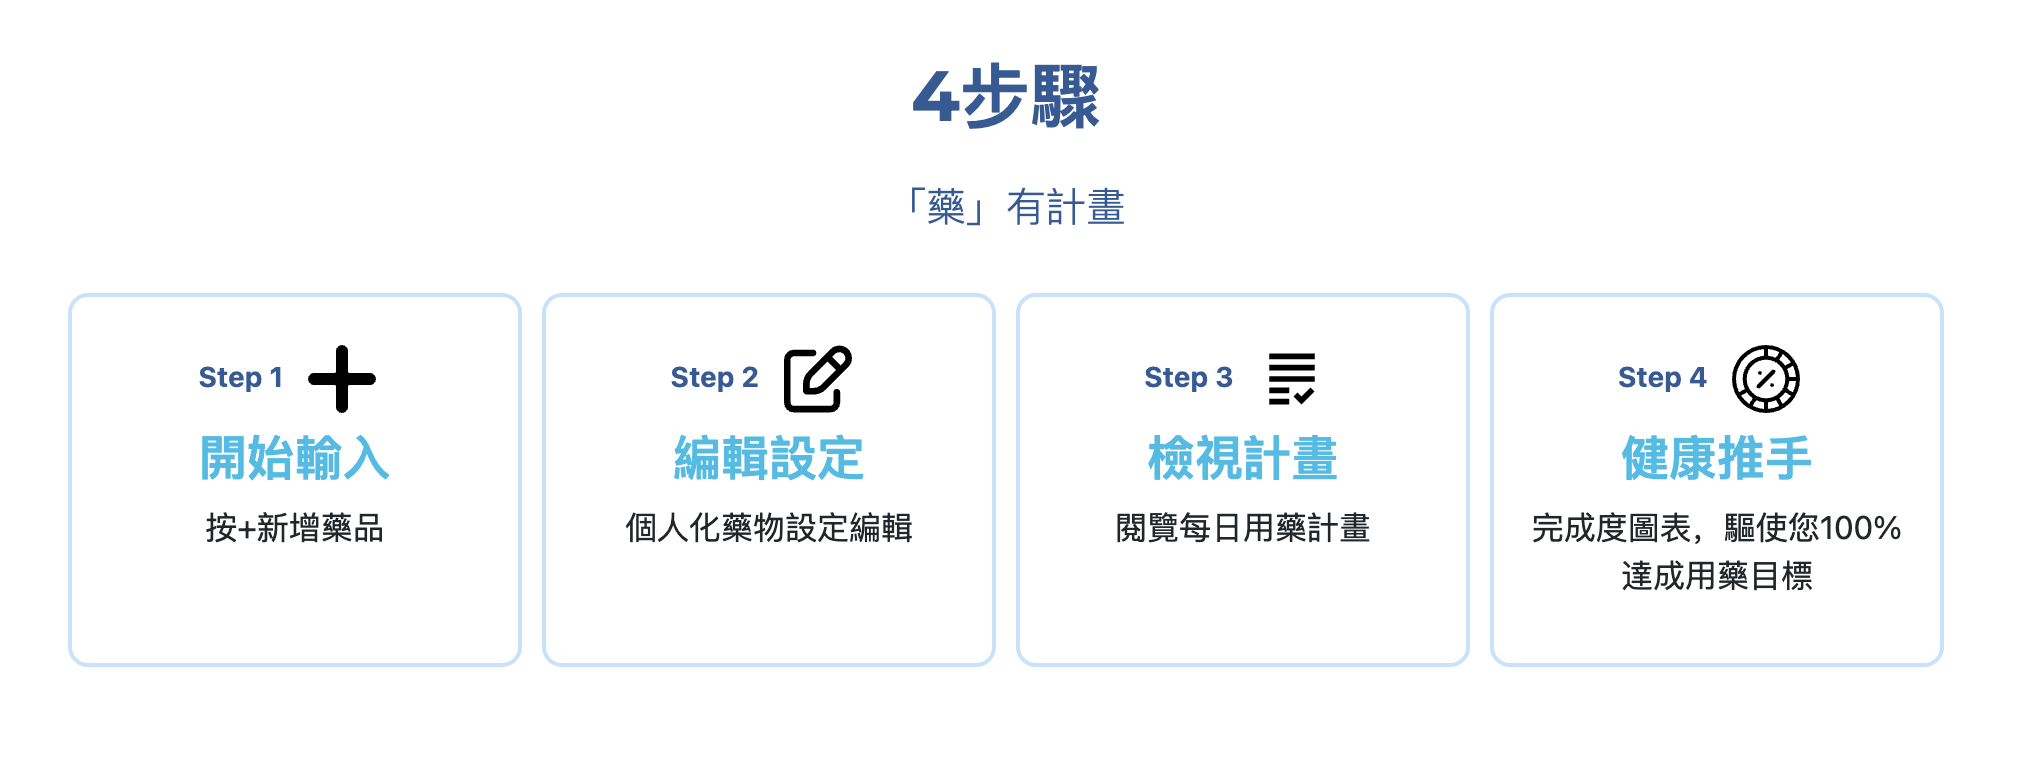 4步驟
「藥」有計畫
Step 1
開始輸入
按+新增藥品
Step 2
編輯設定
個人化藥物設定編輯
Step 3
檢視計畫
閱覽每日用藥計畫
Step 4
健康推手
完成度圖表，驅使您100%
達成用藥目標